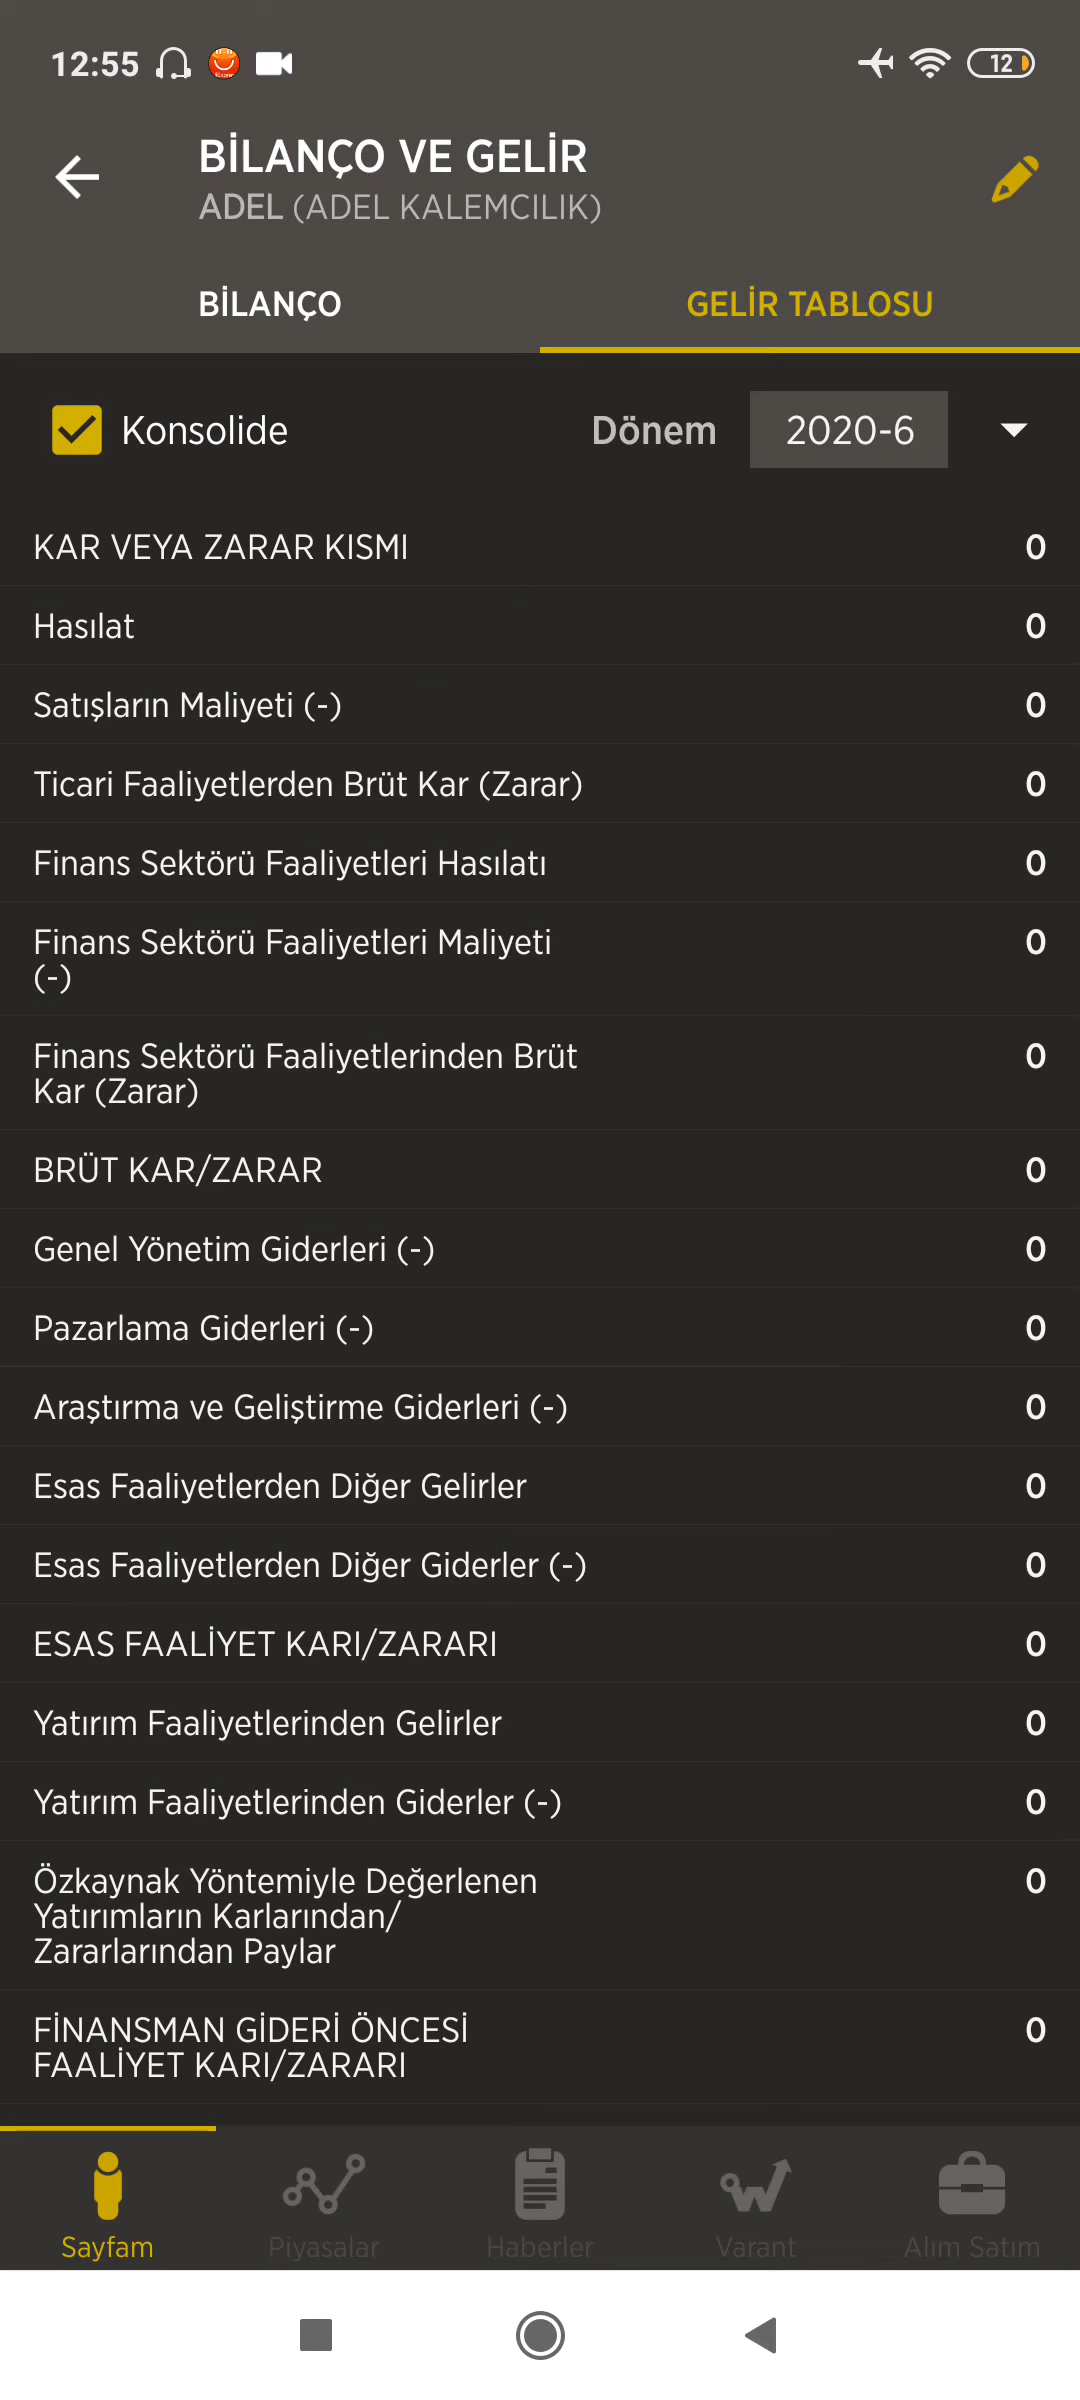 12:55
12
BİLANÇO VE GELİR
ADEL (ADEL KALEMCILIK)
BİLANÇO
GELİR TABLOSU
Konsolide
Dönem
2020-6
KAR VEYA ZARAR KISMI
0
Hasılat
0
Satışların Maliyeti (-)
0
Ticari Faaliyetlerden Brüt Kar (Zarar)
0
Finans Sektörü Faaliyetleri Hasılatı
0
Finans Sektörü Faaliyetleri Maliyeti
(-)
0
Finans Sektörü Faaliyetlerinden Brüt
Kar (Zarar)
0
BRÜT KAR/ZARAR
0
Genel Yönetim Giderleri (-)
0
Pazarlama Giderleri (-)
0
Araştırma ve Geliştirme Giderleri (-)
0
Esas Faaliyetlerden Diğer Gelirler
0
Esas Faaliyetlerden Diğer Giderler (-)
0
ESAS FAALİYET KARI/ZARARI
0
Yatırım Faaliyetlerinden Gelirler
0
Yatırım Faaliyetlerinden Giderler (-)
0
Özkaynak Yöntemiyle Değerlenen
Yatırımların Karlarından/
Zararlarından Paylar
0
FİNANSMAN GİDERİ ÖNCESİ
FAALİYET KARI/ZARARI
0
Sayfam
Piyasalar
Haberler
Varant
Alım Satım